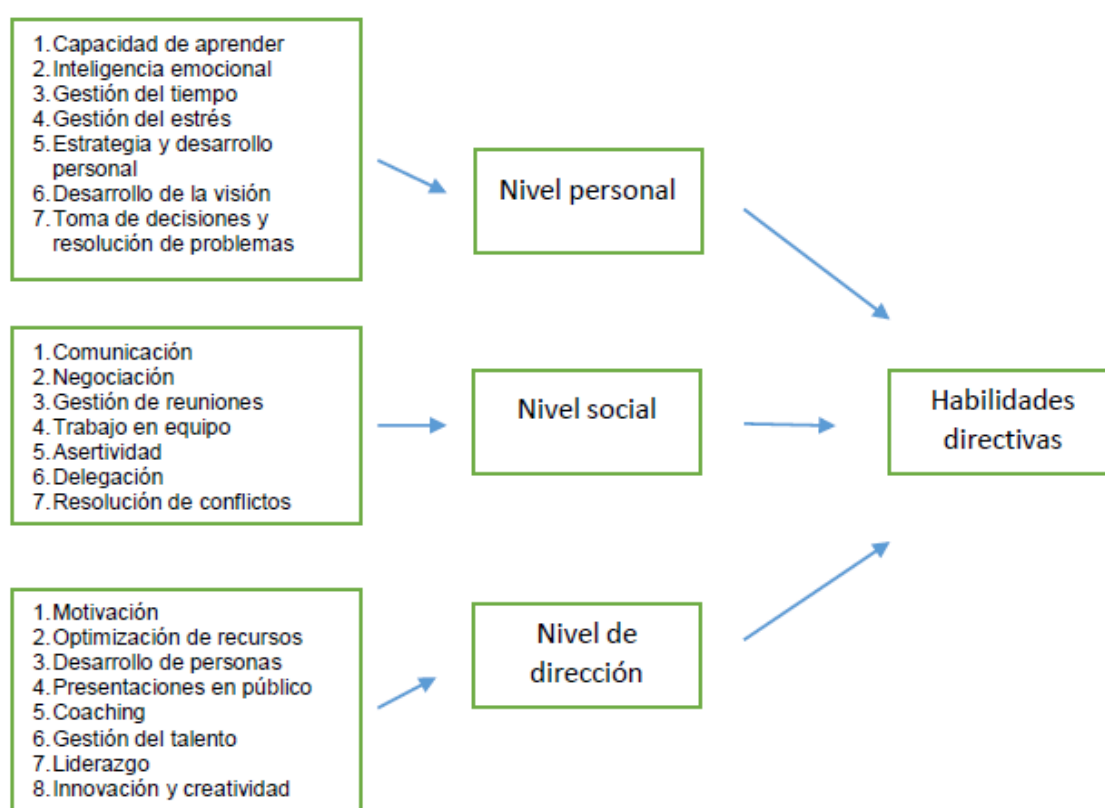 1. Capacidad de aprender
2. Inteligencia emocional
3. Gestión del tiempo
4. Gestión del estrés
5. Estrategia y desarrollo
personal
6. Desarrollo de la visión
7. Toma de decisiones y
resolución de problemas
Nivel personal
1. Comunicación
2. Negociación
3. Gestión de reuniones
4. Trabajo en equipo
5. Asertividad
6. Delegación
7. Resolución de conflictos
Nivel social
Habilidades
directivas
1. Motivación
2. Optimización de recursos
3. Desarrollo de personas
4. Presentaciones en público
5. Coaching
6. Gestión del talento
7. Liderazgo
8. Innovación y creatividad
Nivel de
dirección